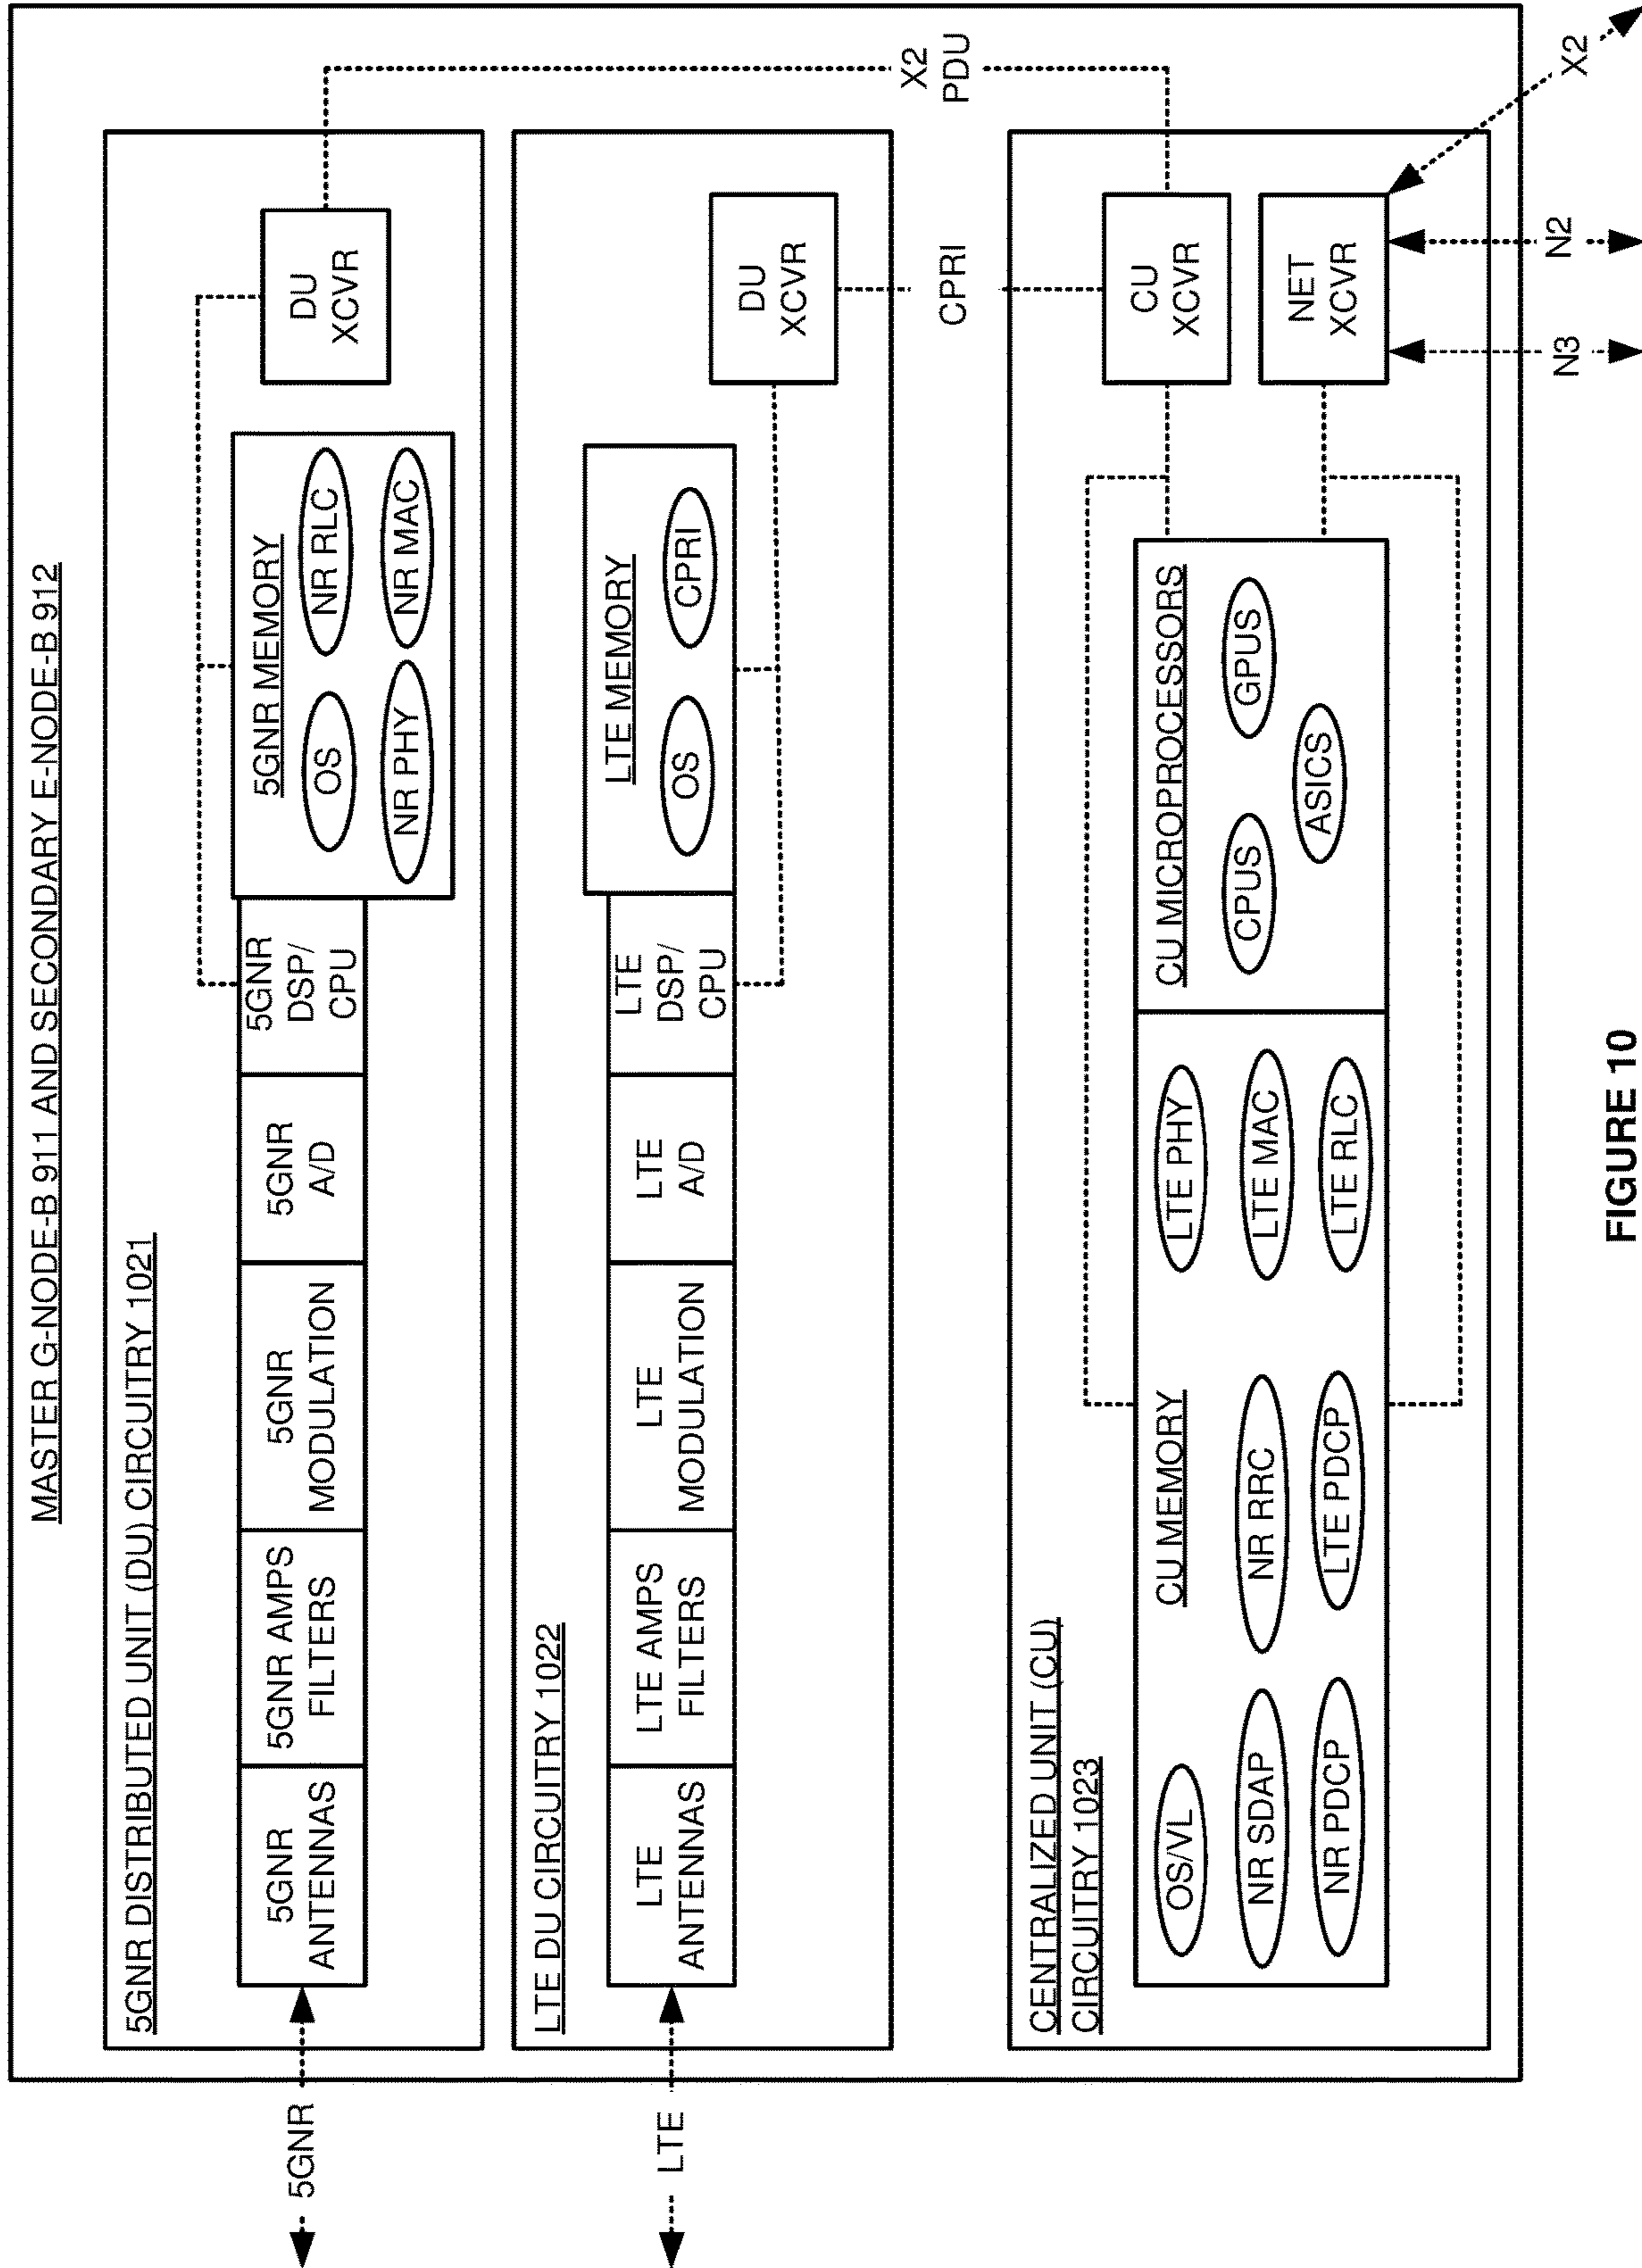 MASTER G-NODE-B 911 AND SECONDARY E-NODE-B 912
5GNR DISTRIBUTED UNIT (DU) CIRCUITRY 1021
5GNR
5GNR
ANTENNAS
5GNR AMPS
FILTERS
5GNR
MODULATION
5GNR
A/D
5GNR
DSP/
CPU
5GNR MEMORY
OS
NR RLC
NR PHY
NR MAC
DU
XCVR
LTE DU CIRCUITRY 1022
LTE
LTE
ANTENNAS
LTE AMPS
FILTERS
LTE
MODULATION
LTE
A/D
LTE
DSP/
CPU
LTE MEMORY
OS
CPRI
DU
XCVR
X2
PDU
CPRI
CENTRALIZED UNIT (CU)
CIRCUITRY 1023
CU MEMORY
OS/VL
LTE PHY
NR SDAP
NR RRC
LTE MAC
NR PDCP
LTE PDCP
LTE RLC
CU MICROPROCESSORS
CPUS
GPUS
ASICS
CU
XCVR
NET
XCVR
N3
N2
X2
FIGURE 10